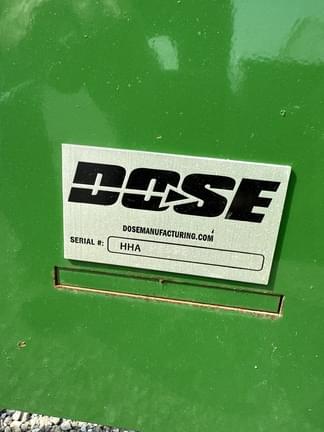 DOSE
DOSEMANUFACTURING.COM
SERIAL #: HHA